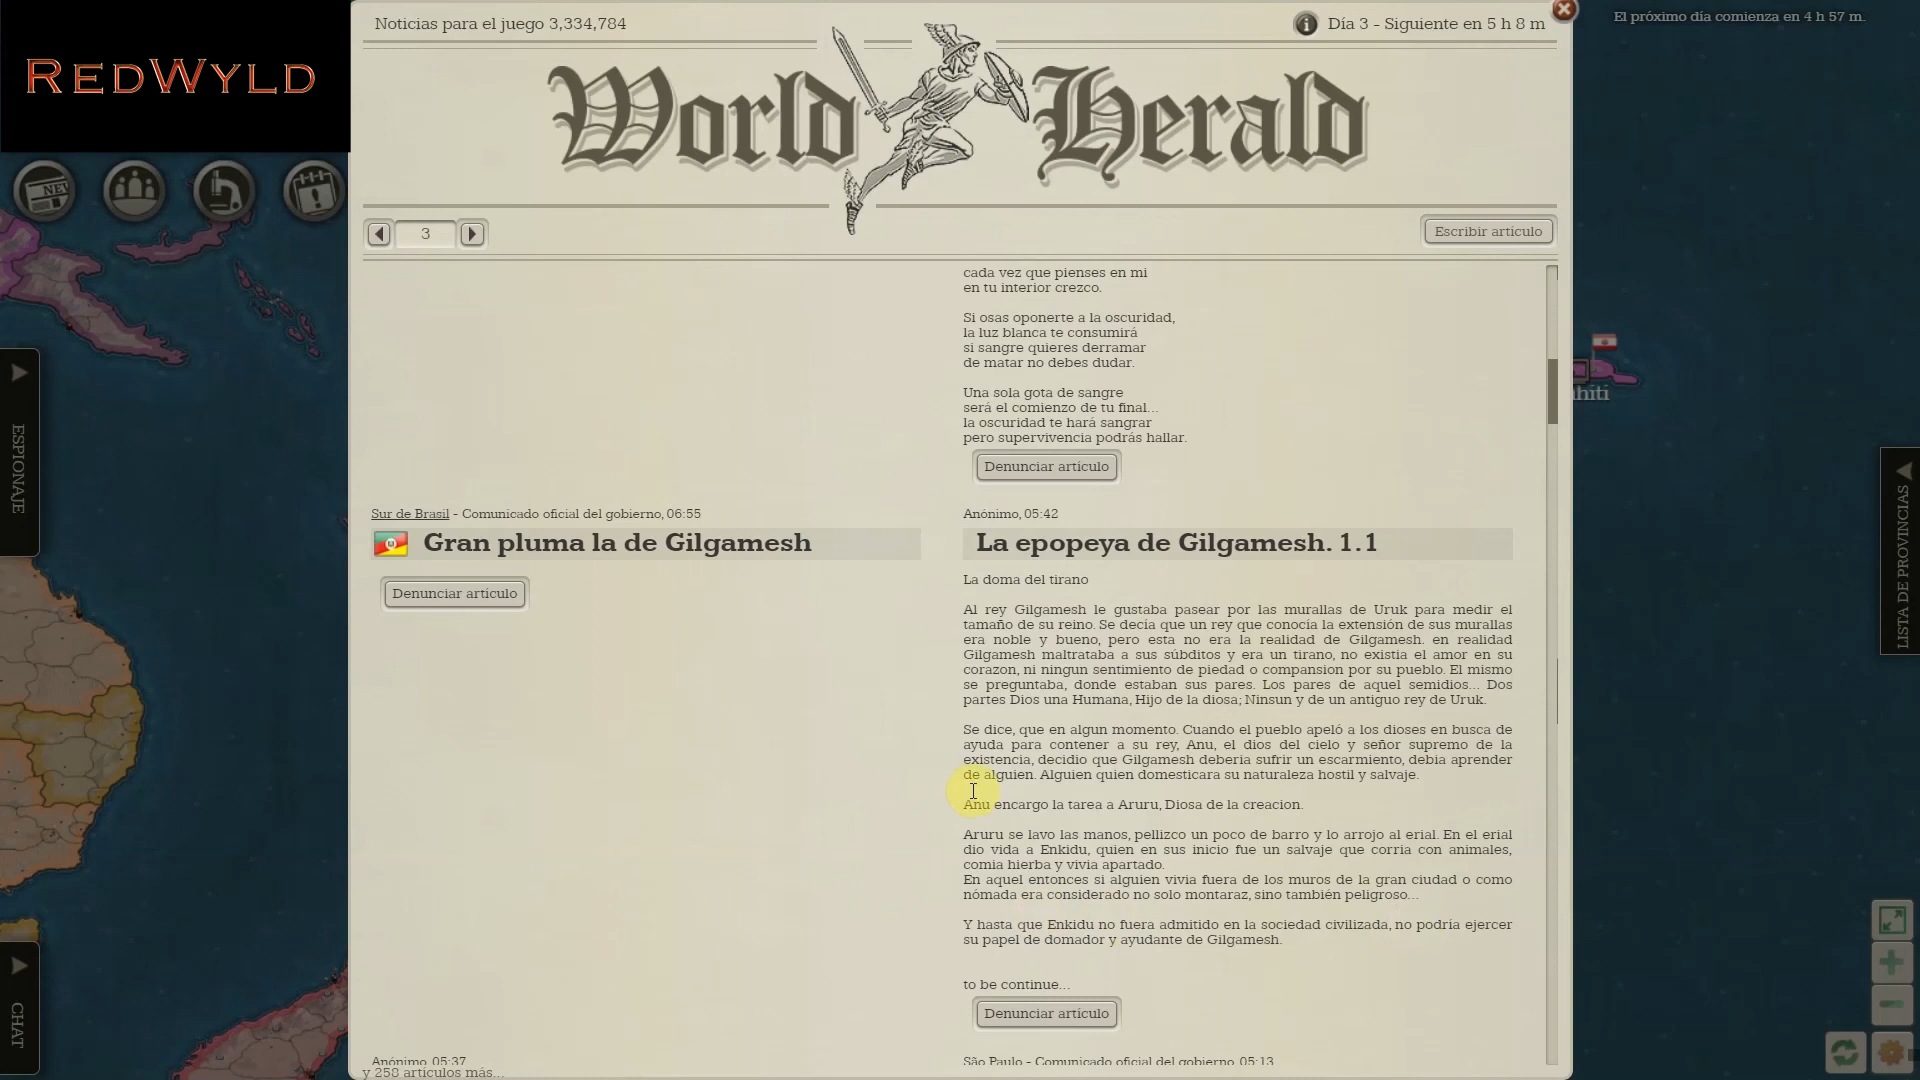 REDWYLD
Noticias para el juego 3,334,784
Día 3 - Siguiente en 5 h 8 m
El próximo día comienza en 4 h 57 m.
World Herald
NEW
3
Escribir artículo
cada vez que pienses en mi
en tu interior crezco.
Si osas oponerte a la oscuridad,
la luz blanca te consumirá
si sangre quieres derramar
de matar no debes dudar.
Una sola gota de sangre
será el comienzo de tu final...
la oscuridad te hará sangrar
pero supervivencia podrás hallar.
Denunciar artículo
Sur de Brasil - Comunicado oficial del gobierno, 06:55
Gran pluma la de Gilgamesh
Denunciar artículo
Anónimo, 05:42
La epopeya de Gilgamesh. 1.1
La doma del tirano
Al rey Gilgamesh le gustaba pasear por las murallas de Uruk para medir el
tamaño de su reino. Se decía que un rey que conocía la extensión de sus murallas
era noble y bueno, pero esta no era la realidad de Gilgamesh. en realidad
Gilgamesh maltrataba a sus súbditos y era un tirano, no existia el amor en su
corazon, ni ningun sentimiento de piedad o compansion por su pueblo. El mismo
se preguntaba, donde estaban sus pares. Los pares de aquel semidios... Dos
partes Dios una Humana, Hijo de la diosa; Ninsun y de un antiguo rey de Uruk.
Se dice, que en algun momento. Cuando el pueblo apeló a los dioses en busca de
ayuda para contener a su rey, Anu, el dios del cielo y señor supremo de la
existencia, decidio que Gilgamesh deberia sufrir un escarmiento, debia aprender
de alguien. Alguien quien domesticara su naturaleza hostil y salvaje.
Anu encargo la tarea a Aruru, Diosa de la creacion.
Aruru se lavo las manos, pellizco un poco de barro y lo arrojo al erial. En el erial
dio vida a Enkidu, quien en sus inicio fue un salvaje que corria con animales,
comia hierba y vivia apartado.
En aquel entonces si alguien vivia fuera de los muros de la gran ciudad o como
nómada era considerado no solo montaraz, sino también peligroso...
Y hasta que Enkidu no fuera admitido en la sociedad civilizada, no podría ejercer
su papel de domador y ayudante de Gilgamesh.
to be continue...
Denunciar artículo
Anónimo, 05:37
São Paulo - Comunicado oficial del gobierno, 05:13
y 258 artículos más...
ESPIONAJE
CHAT
LISTA DE PROVINCIAS
hiti